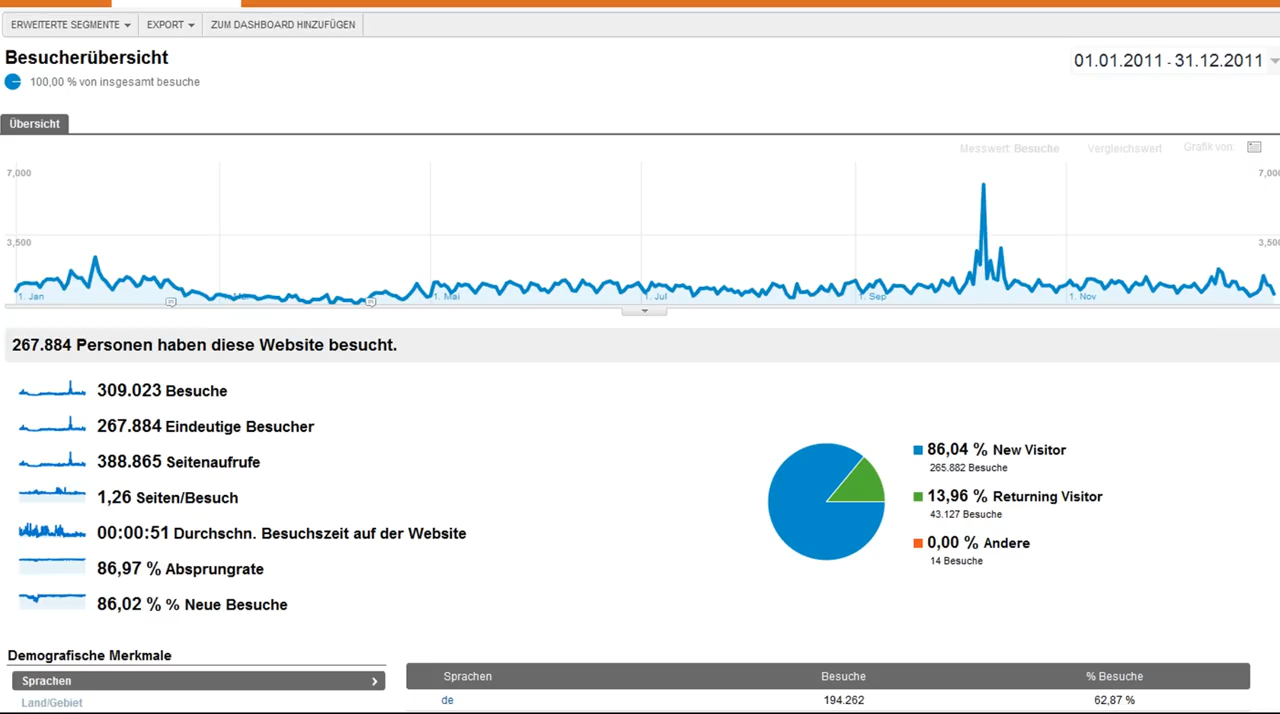 ERWEITERTE SEGMENTE EXPORT ZUM DASHBOARD HINZUFÜGEN
Besucherübersicht
01.01.2011 - 31.12.2011
100,00 % von insgesamt besuche
Übersicht
Messwert: Besuche Vergleichswert Grafik von:
7,000 7,000
3,500 3,500
1. Jan 1. Mai 1. Jul 1. Sep 1. Nov
267.884 Personen haben diese Website besucht.
309.023 Besuche
267.884 Eindeutige Besucher
388.865 Seitenaufrufe
1,26 Seiten/Besuch
00:00:51 Durchschn. Besuchszeit auf der Website
86,97 % Absprungrate
86,02 % % Neue Besuche
86,04 % New Visitor
265.882 Besuche
13,96 % Returning Visitor
43.127 Besuche
0,00 % Andere
14 Besuche
Demografische Merkmale
Sprachen
Land/Gebiet
Sprachen Besuche % Besuche
de 194.262 62,87 %